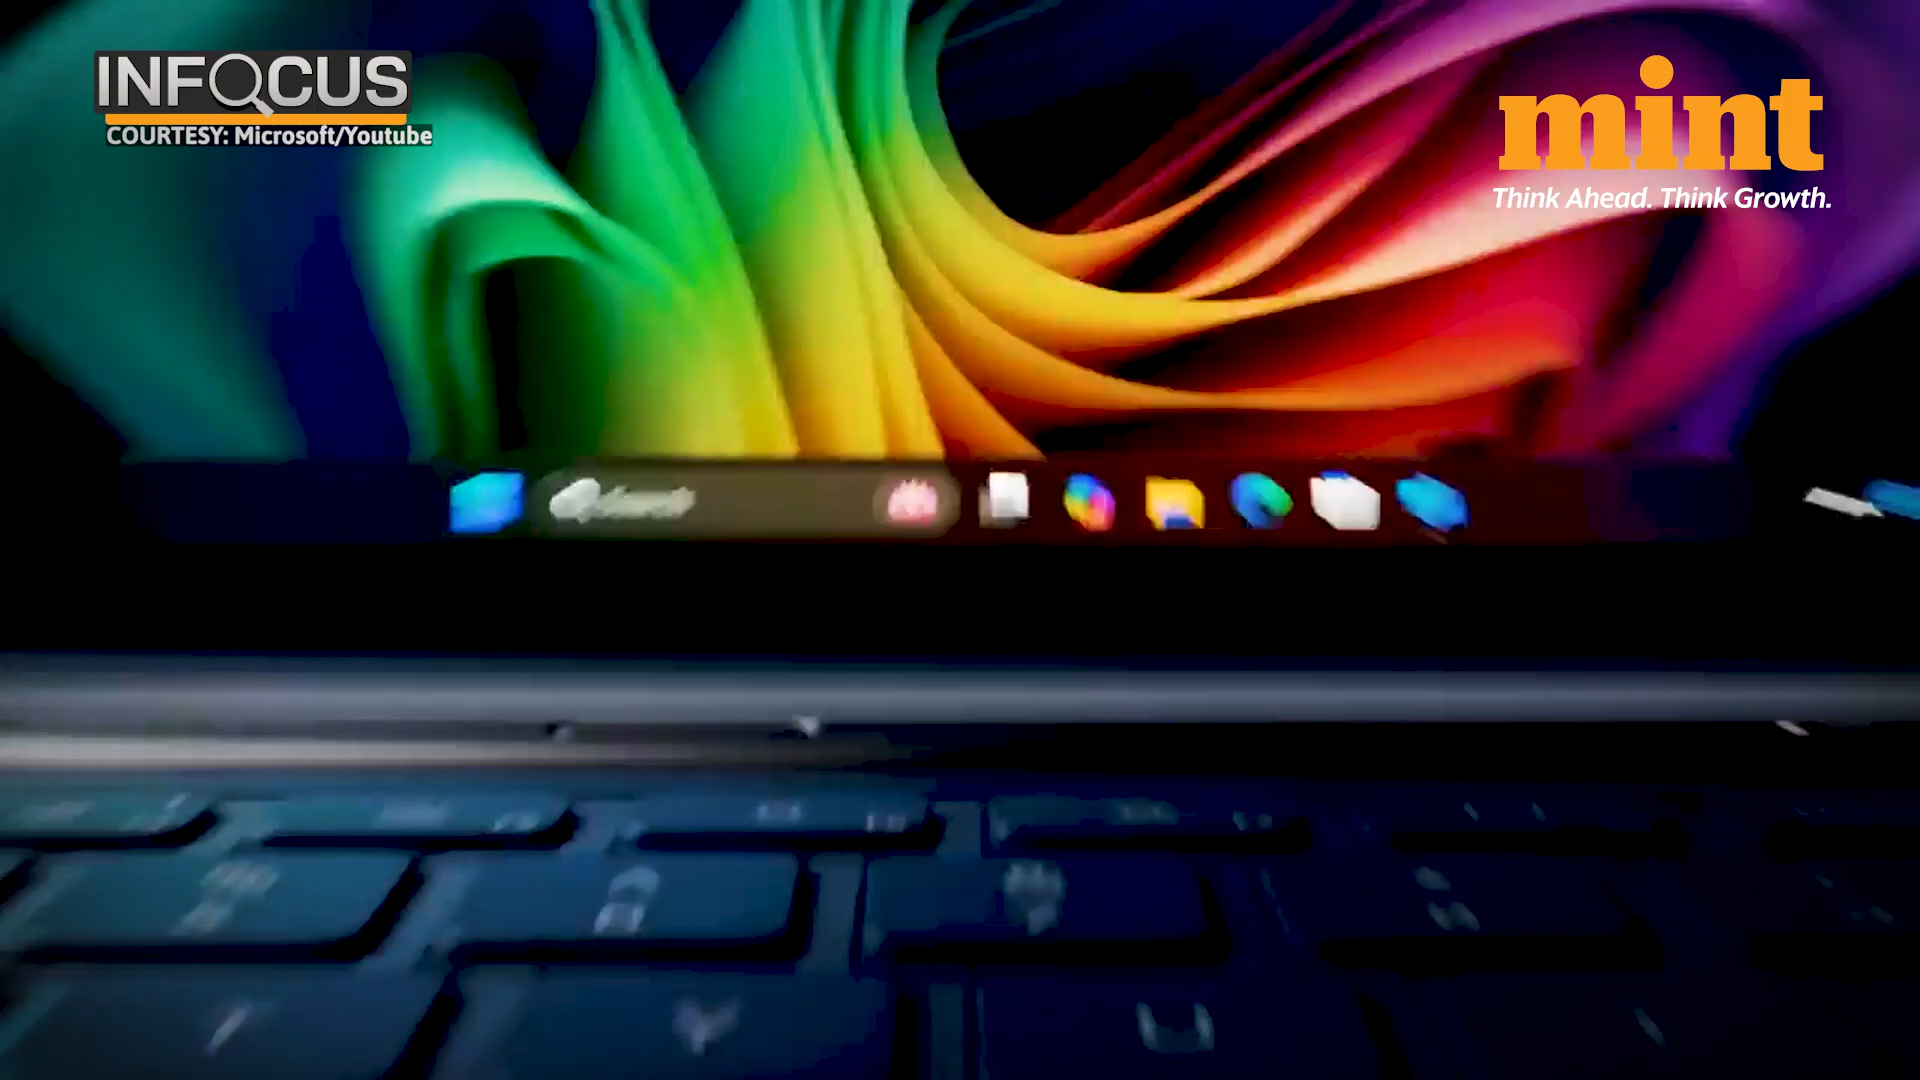 INFOCUS
COURTESY: Microsoft/Youtube
mint
Think Ahead. Think Growth.
Y
U